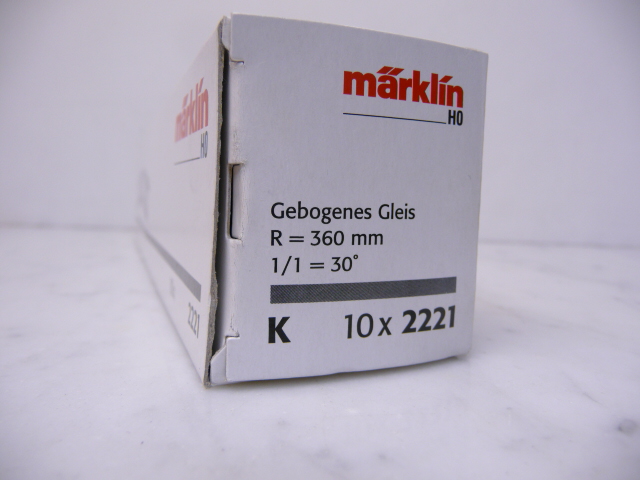 märklin
H0
Gebogenes Gleis
R = 360 mm
1/1 = 30°
K 10 x 2221
märklin
H0
2221